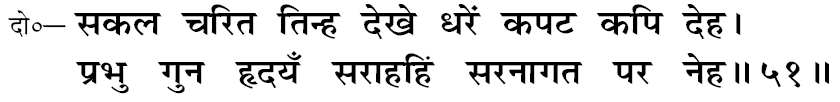 दो०— सकल चरित तिन्ह देखे धरें कपट कपि देह।
प्रभु गुन हृदयँ सराहहिं सरनागत पर नेह॥ ५१॥